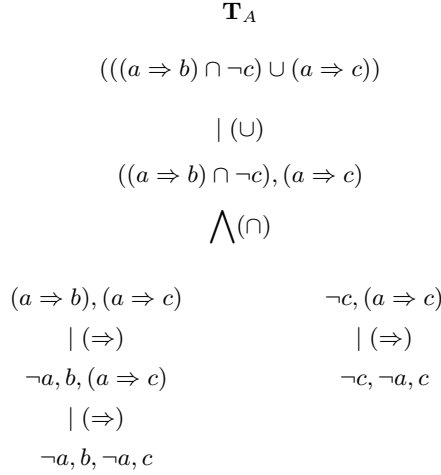 T_A
(((a ⇒ b) ∩ ¬c) ∪ (a ⇒ c))
| (∪)
((a ⇒ b) ∩ ¬c), (a ⇒ c)
⋀(∩)
(a ⇒ b), (a ⇒ c) ¬c, (a ⇒ c)
| (⇒) | (⇒)
¬a, b, (a ⇒ c) ¬c, ¬a, c
| (⇒)
¬a, b, ¬a, c